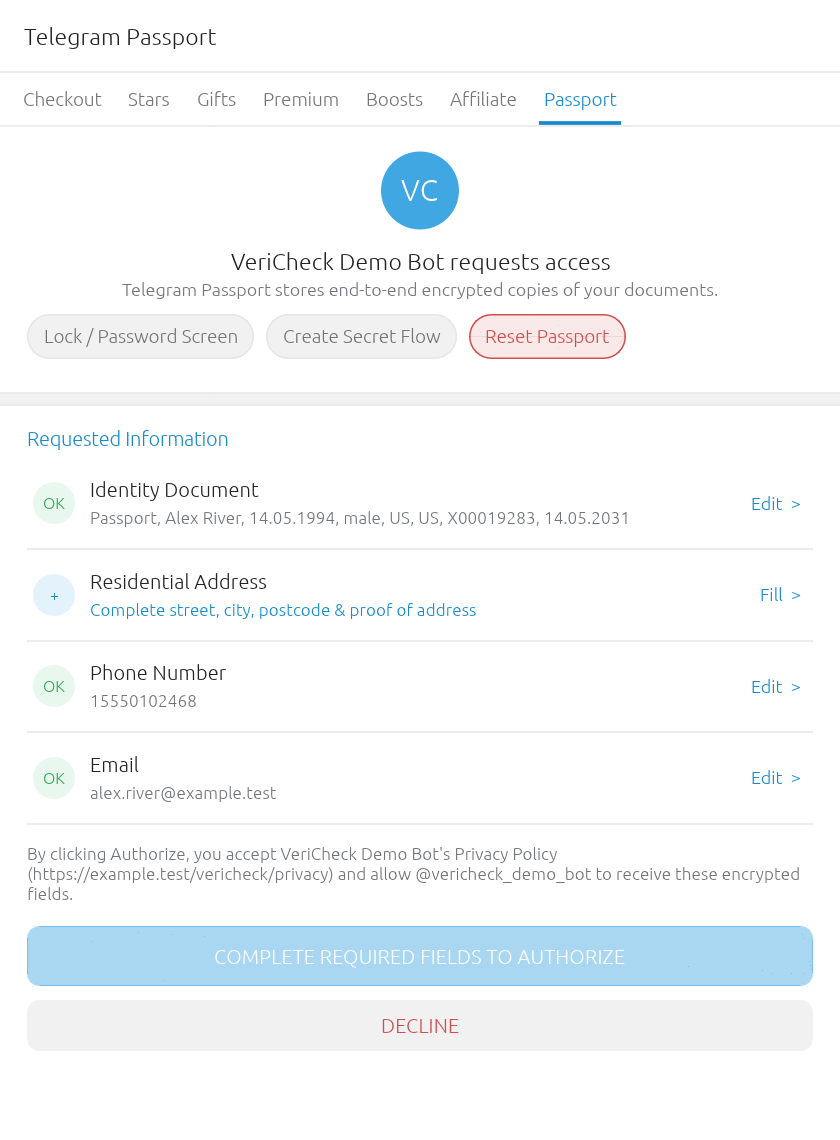 Telegram Passport
Checkout Stars Gifts Premium Boosts Affiliate Passport
VC
VeriCheck Demo Bot requests access
Telegram Passport stores end-to-end encrypted copies of your documents.
Lock / Password Screen Create Secret Flow Reset Passport
Requested Information
Identity Document
OK Edit >
Passport, Alex River, 14.05.1994, male, US, US, X00019283, 14.05.2031
Residential Address
+ Fill >
Complete street, city, postcode & proof of address
Phone Number
OK Edit >
15550102468
Email
OK Edit >
alex.river@example.test
By clicking Authorize, you accept VeriCheck Demo Bot's Privacy Policy
(https://example.test/vericheck/privacy) and allow @vericheck_demo_bot to receive these encrypted
fields.
COMPLETE REQUIRED FIELDS TO AUTHORIZE
DECLINE